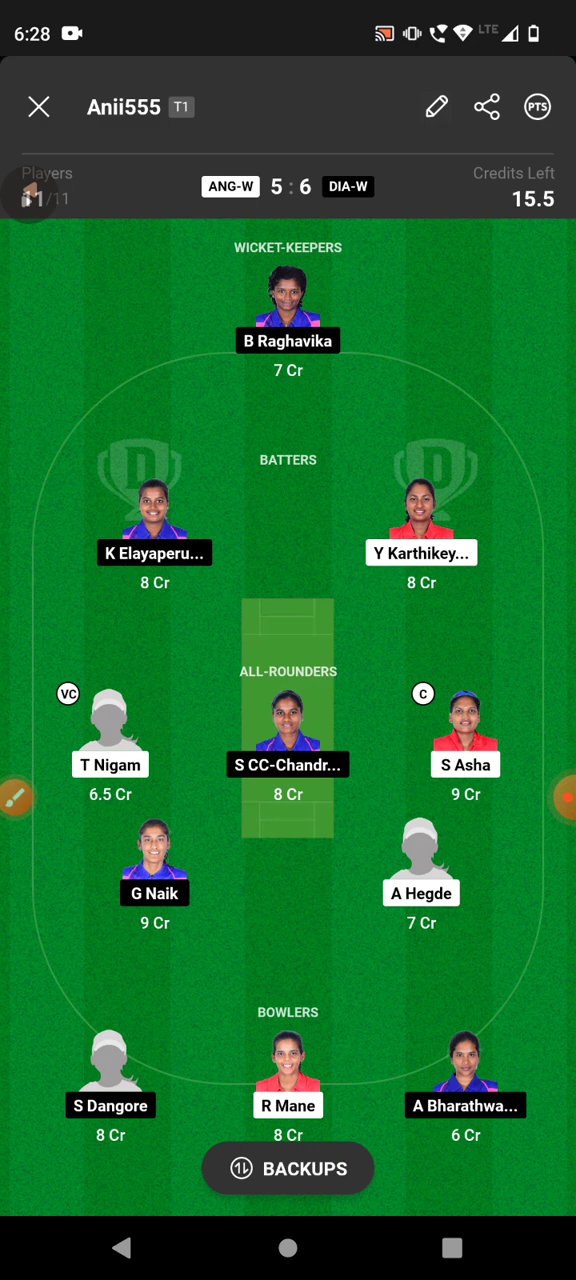 6:28 LTE
Anii555 T1 PTS
Players Credits Left
ANG-W 5 : 6 DIA-W
11/11 15.5
WICKET-KEEPERS
B Raghavika
7 Cr
BATTERS
K Elayaperu... Y Karthikey...
8 Cr 8 Cr
ALL-ROUNDERS
VC C
T Nigam S CC-Chandr... S Asha
6.5 Cr 8 Cr 9 Cr
G Naik A Hegde
9 Cr 7 Cr
BOWLERS
S Dangore R Mane A Bharathwa...
8 Cr 8 Cr 6 Cr
BACKUPS